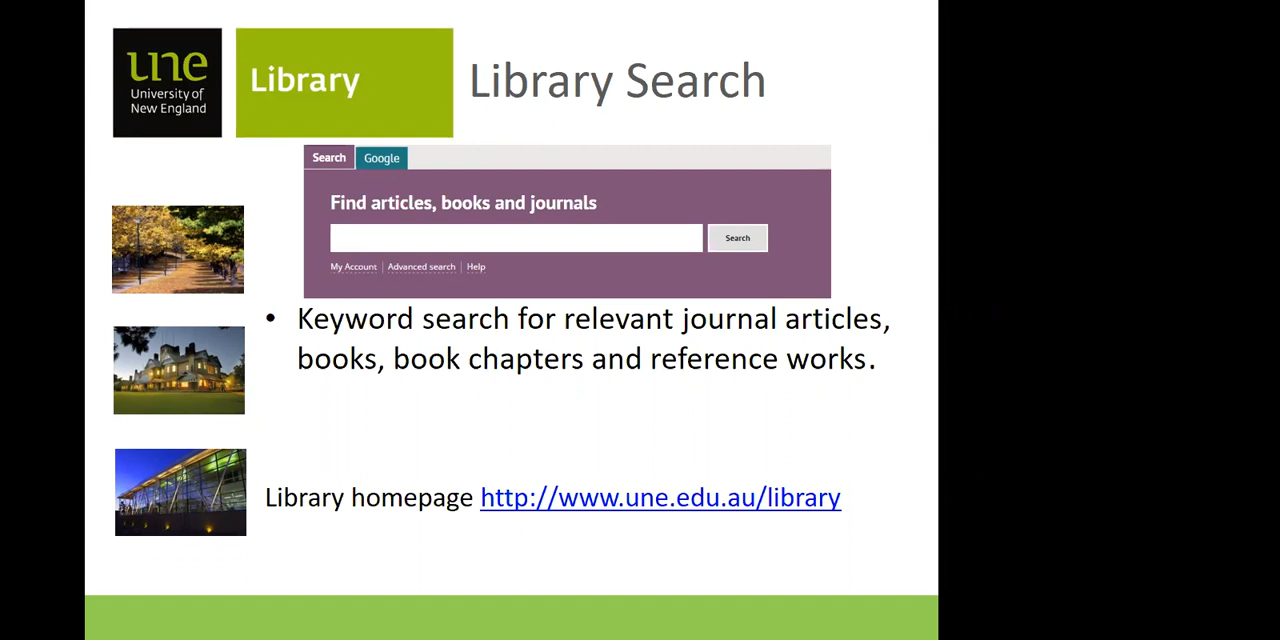 une
University of
New England
Library
Library Search
Search Google
Find articles, books and journals
Search
My Account Advanced search Help
• Keyword search for relevant journal articles,
books, book chapters and reference works.
Library homepage http://www.une.edu.au/library